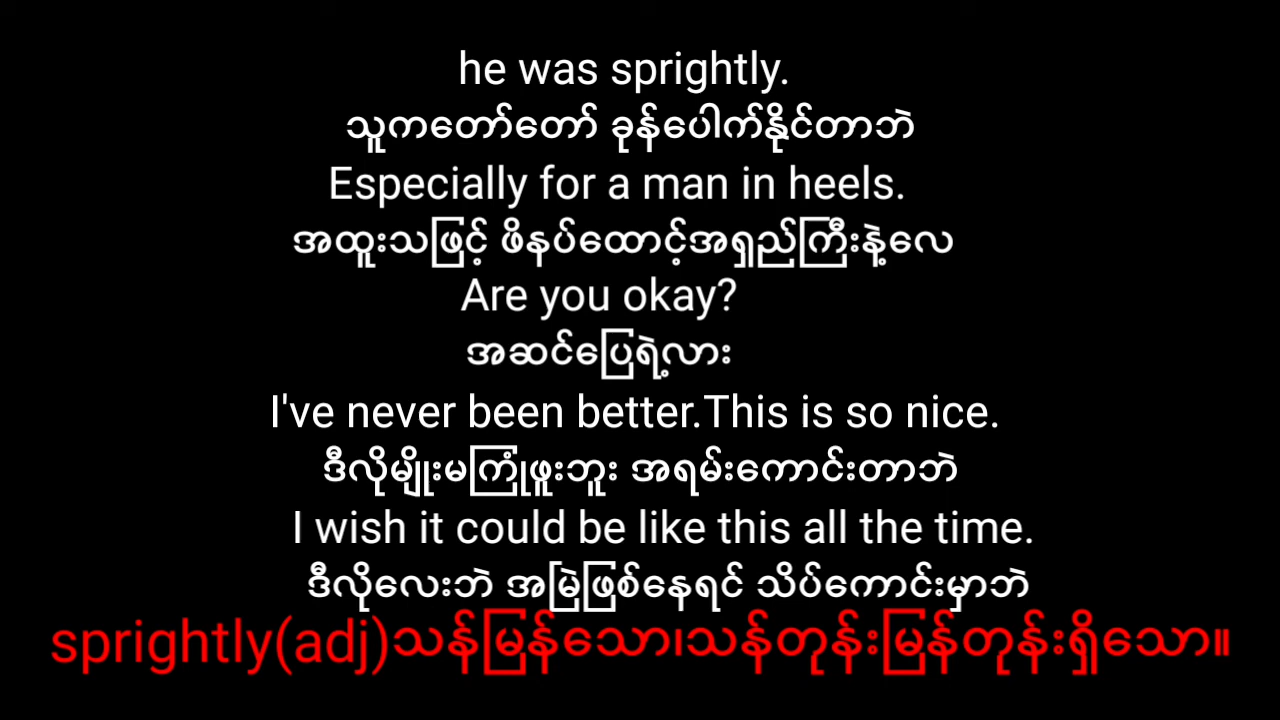 he was sprightly.
သူကတော်တော် ခုန်ပေါက်နိုင်တာဘဲ
Especially for a man in heels.
အထူးသဖြင့် ဖိနပ်ထောင့်အရှည်ကြီးနဲ့လေ
Are you okay?
အဆင်ပြေရဲ့လား
I've never been better.This is so nice.
ဒီလိုမျိုးမကြုံဖူးဘူး အရမ်းကောင်းတာဘဲ
I wish it could be like this all the time.
ဒီလိုလေးဘဲ အမြဲဖြစ်နေရင် သိပ်ကောင်းမှာဘဲ
sprightly(adj)သန်မြန်သော၊သန်တုန်းမြန်တုန်းရှိသော။